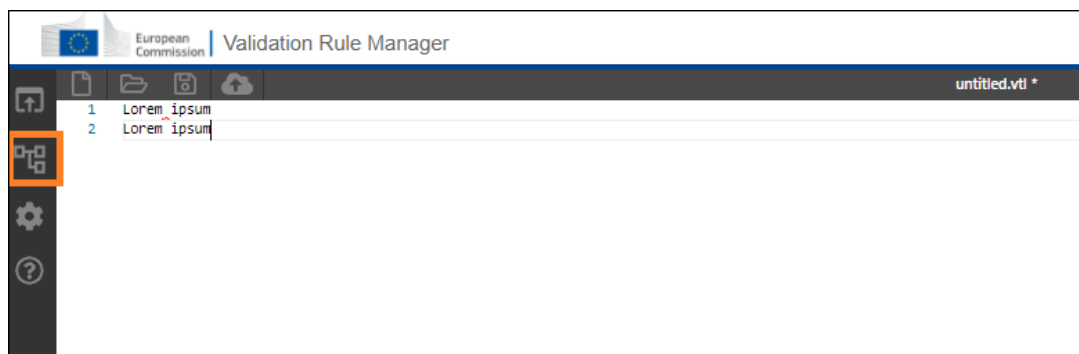 European
Commission
Validation Rule Manager
untitled.vtl *
1 Lorem ipsum
2 Lorem ipsum